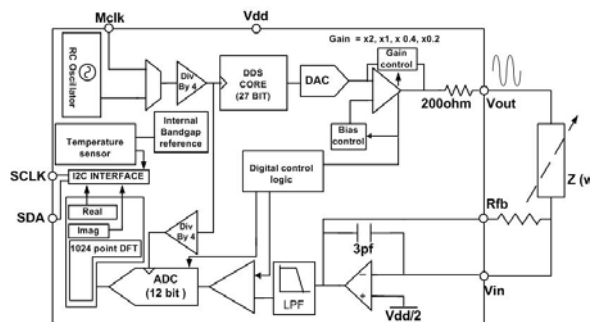 Mclk
Vdd
Gain = x2, x1, x 0.4, x0.2
RC Oscillator
Div
By 4
DDS
CORE
(27 BIT)
DAC
Gain
control
200ohm
Vout
Temperature
sensor
Internal
Bandgap
reference
Bias
control
SCLK
I2C INTERFACE
Digital control
logic
Z (w
SDA
Real
Imag
1024 point DFT
Div
By 4
Rfb
3pf
ADC
(12 bit )
LPF
-
+
Vin
Vdd/2